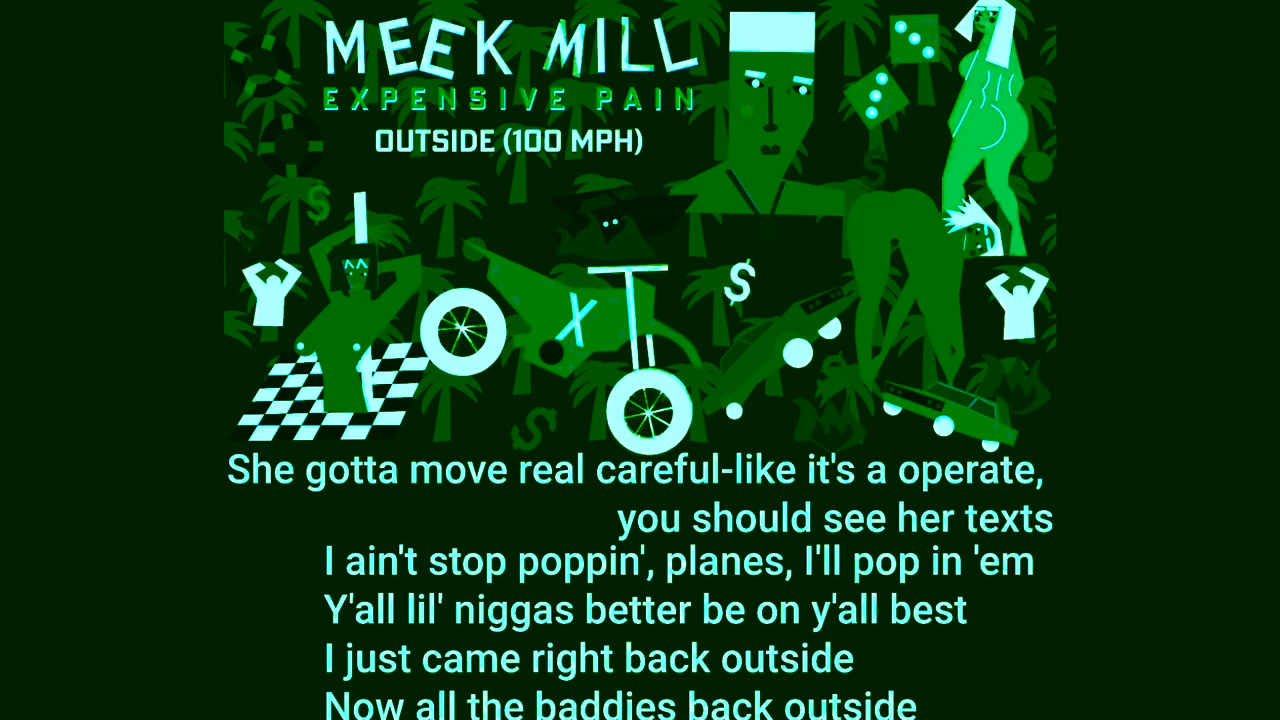 MEEK MILL
EXPENSIVE PAIN
OUTSIDE (100 MPH)
She gotta move real careful-like it's a operate,
you should see her texts
I ain't stop poppin', planes, I'll pop in 'em
Y'all lil' niggas better be on y'all best
I just came right back outside
Now all the baddies back outside